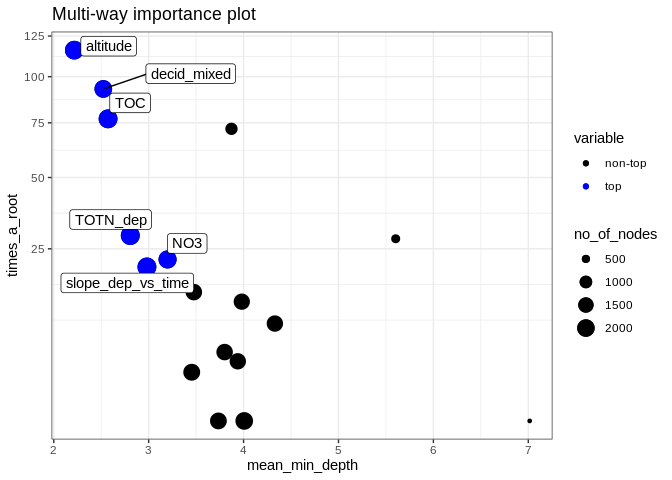 Multi-way importance plot
125
100
75
50
25
times_a_root
altitude
decid_mixed
TOC
TOTN_dep
NO3
slope_dep_vs_time
2 3 4 5 6 7
mean_min_depth
variable
non-top
top
no_of_nodes
500
1000
1500
2000